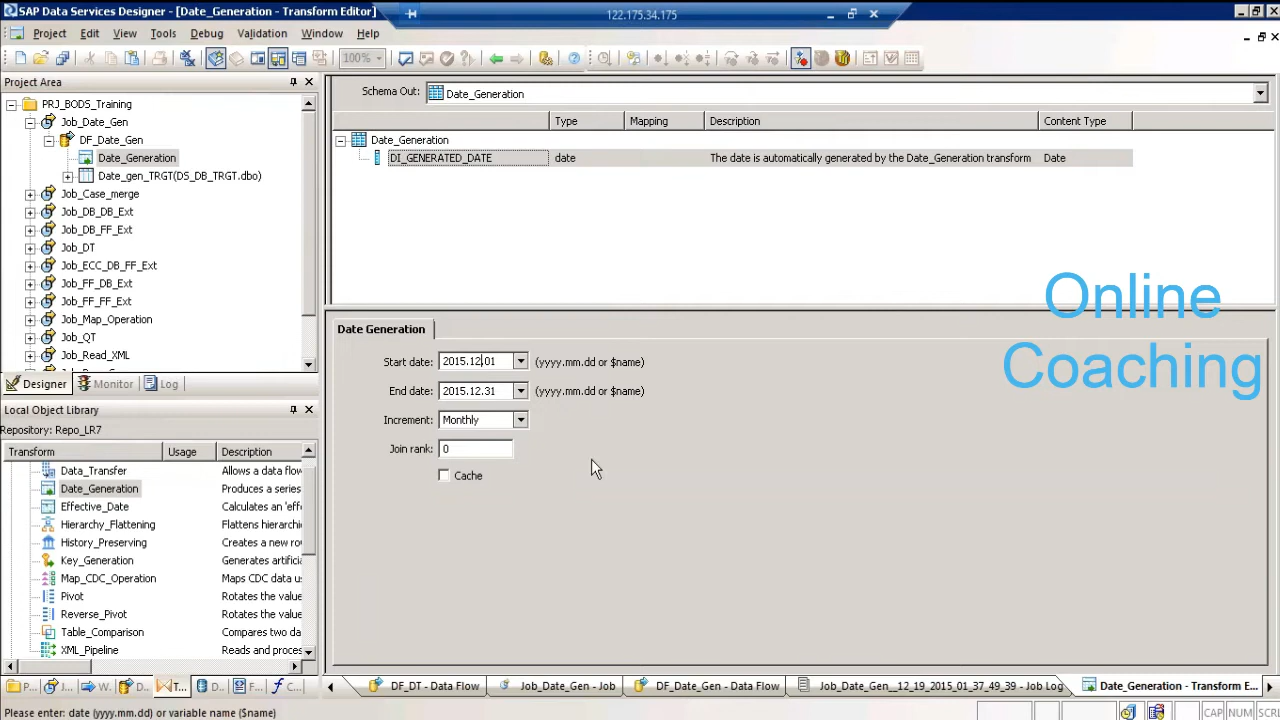 SAP Data Services Designer - [Date_Generation - Transform Editor]
122.175.34.175
Project Edit View Tools Debug Validation Window Help
100%
Project Area
PRJ_BODS_Training
Job_Date_Gen
DF_Date_Gen
Date_Generation
Date_gen_TRGT(DS_DB_TRGT.dbo)
Job_Case_merge
Job_DB_DB_Ext
Job_DB_FF_Ext
Job_DT
Job_ECC_DB_FF_Ext
Job_FF_DB_Ext
Job_FF_FF_Ext
Job_Map_Operation
Job_QT
Job_Read_XML
Designer Monitor Log
Local Object Library
Repository: Repo_LR7
Transform Usage Description
Data_Transfer Allows a data flow
Date_Generation Produces a series
Effective_Date Calculates an 'effe
Hierarchy_Flattening Flattens hierarchic
History_Preserving Creates a new ro
Key_Generation Generates artificia
Map_CDC_Operation Maps CDC data us
Pivot Rotates the value
Reverse_Pivot Rotates the value
Table_Comparison Compares two da
XML_Pipeline Reads and proces
P... J... W. D.. T... D.. F.. C...
Schema Out: Date_Generation
Type Mapping Description Content Type
Date_Generation
DI_GENERATED_DATE date The date is automatically generated by the Date_Generation transform Date
Online
Coaching
Date Generation
Start date: 2015.12.01 (yyyy.mm.dd or $name)
End date: 2015.12.31 (yyyy.mm.dd or $name)
Increment: Monthly
Join rank: 0
Cache
DF_DT - Data Flow Job_Date_Gen - Job DF_Date_Gen - Data Flow Job_Date_Gen__12_19_2015_01_37_49_39 - Job Log Date_Generation - Transform E...
Please enter: date (yyyy.mm.dd) or variable name ($name)
CAP NUM SCRL